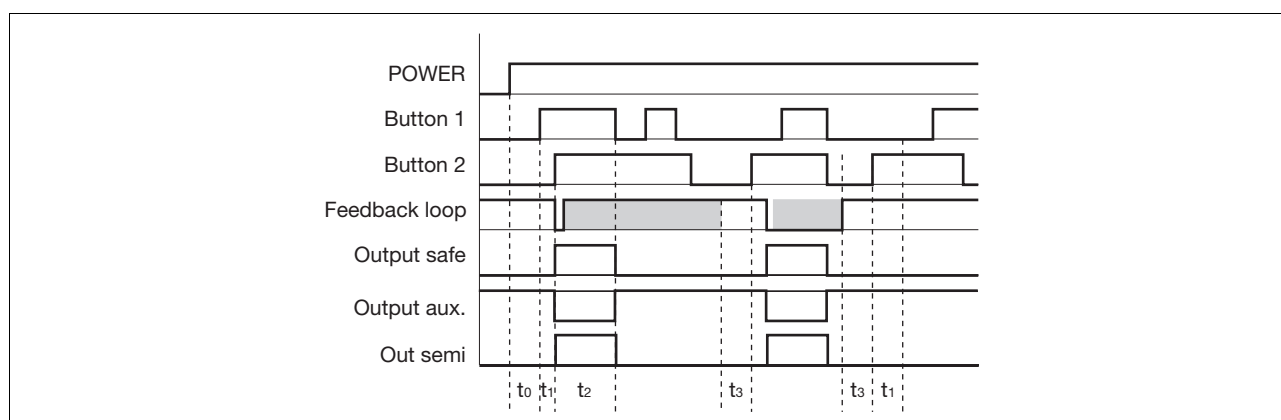 POWER
Button 1
Button 2
Feedback loop
Output safe
Output aux.
Out semi
t0 t1 t2 t3 t3 t1